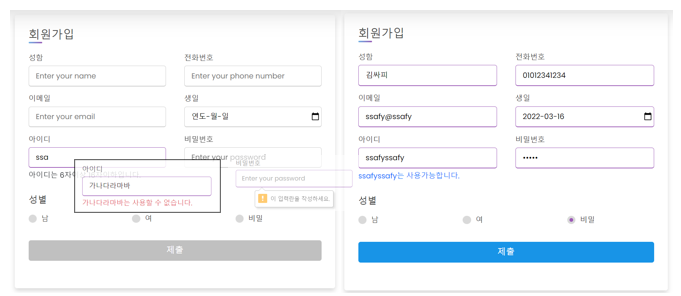 회원가입
성함
전화번호
Enter your name
Enter your phone number
이메일
생일
Enter your email
연도-월-일
아이디
비밀번호
ssa
Enter your password
아이디는 6자
아이디
가나다라마바
가나다라마바는 사용할 수 없습니다.
비밀번호
Enter your password
이 입력란을 작성하세요.
성별
남
여
비밀
제출
회원가입
성함
전화번호
김싸피
01012341234
이메일
생일
ssafy@ssafy
2022-03-16
아이디
비밀번호
ssafyssafy
•••••
ssafyssafy는 사용가능합니다.
성별
남
여
비밀
제출